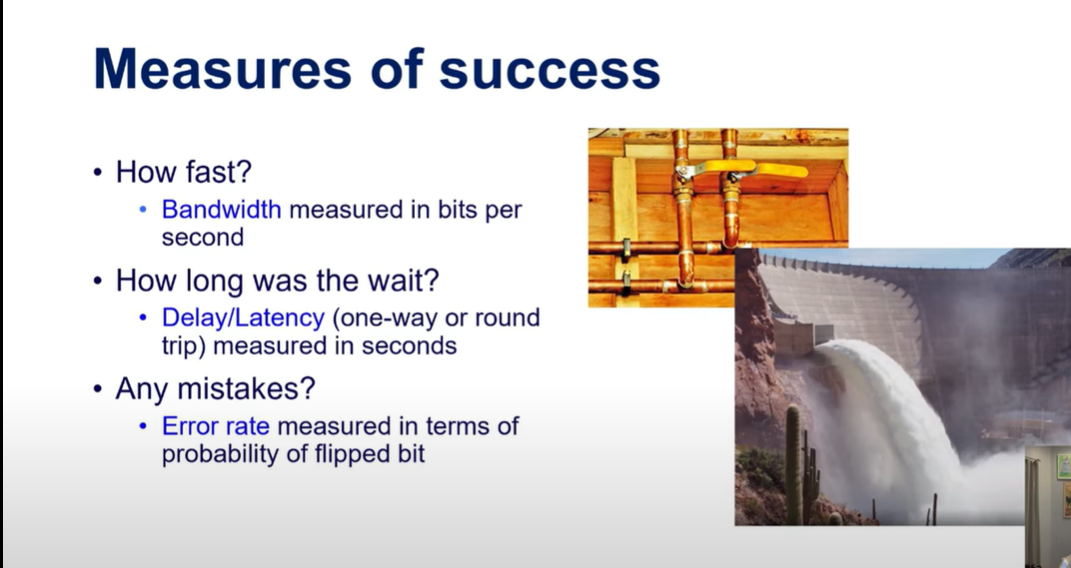 Measures of success
• How fast?
• Bandwidth measured in bits per
second
• How long was the wait?
• Delay/Latency (one-way or round
trip) measured in seconds
• Any mistakes?
• Error rate measured in terms of
probability of flipped bit